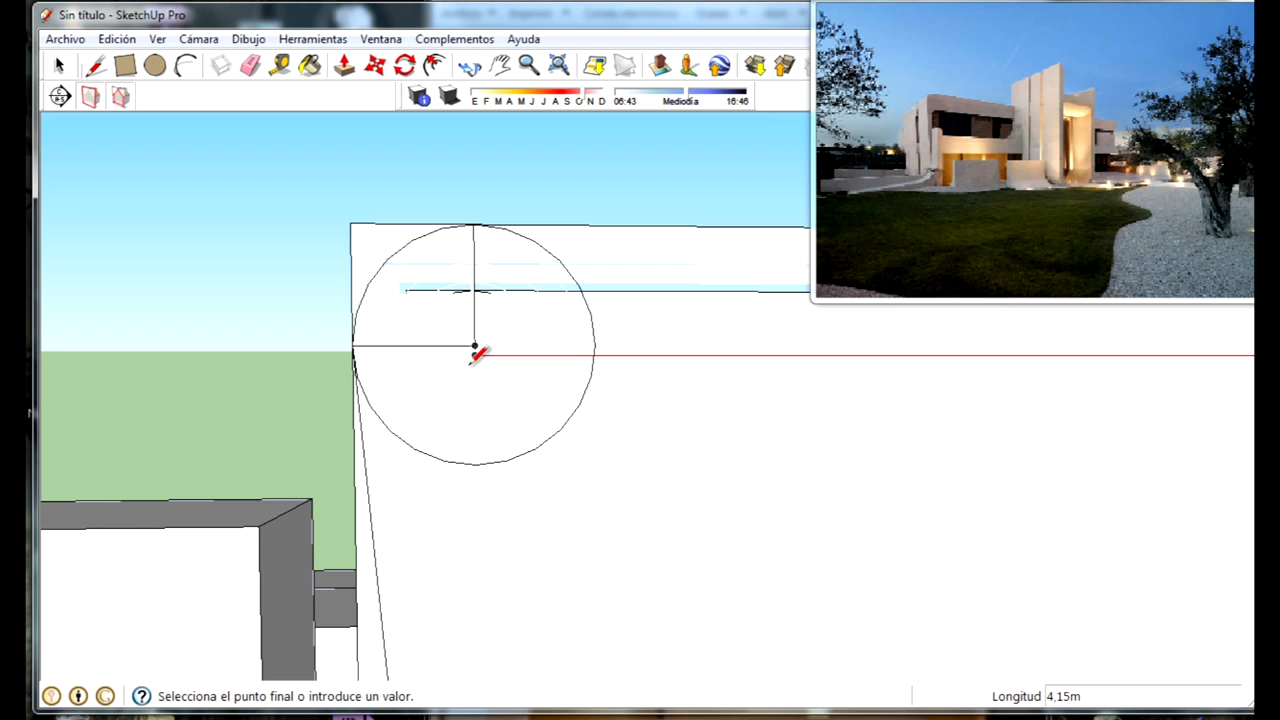 Sin título - SketchUp Pro
Archivo Edición Ver Cámara Dibujo Herramientas Ventana Complementos Ayuda
E F M A M J J A S O N D 06:43 Mediodía 16:46
Selecciona el punto final o introduce un valor. Longitud 4,15m